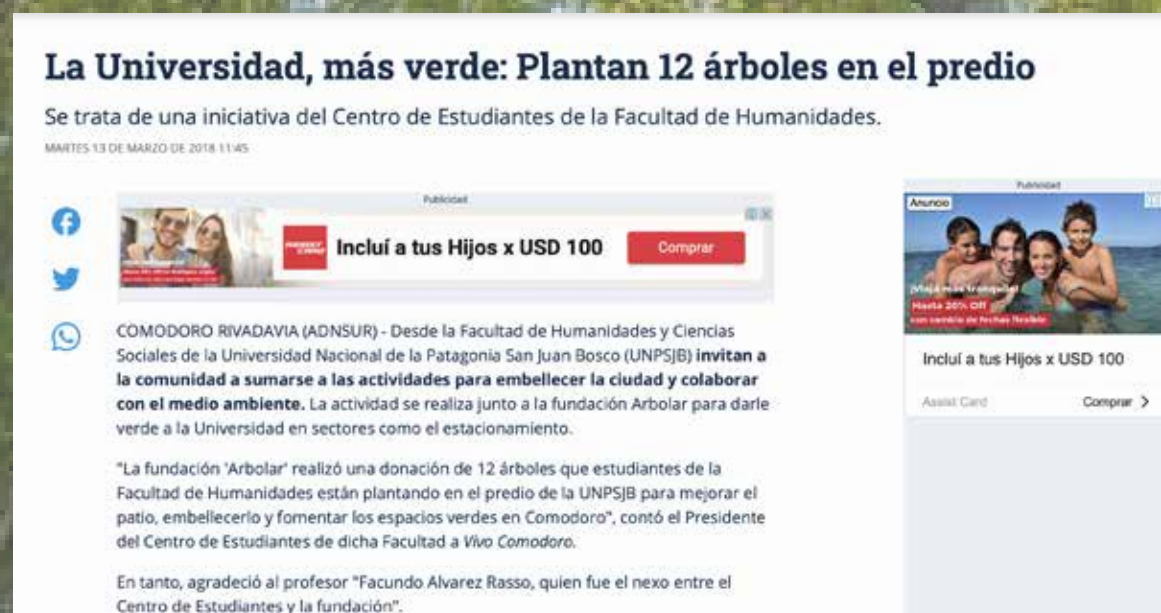 La Universidad, más verde: Plantan 12 árboles en el predio
Se trata de una iniciativa del Centro de Estudiantes de la Facultad de Humanidades.
MARTES 13 DE MARZO DE 2018 11:45
Publicidad
Incluí a tus Hijos x USD 100
Comprar
COMODORO RIVADAVIA (ADNSUR) - Desde la Facultad de Humanidades y Ciencias
Sociales de la Universidad Nacional de la Patagonia San Juan Bosco (UNPSJB) invitan a
la comunidad a sumarse a las actividades para embellecer la ciudad y colaborar
con el medio ambiente. La actividad se realiza junto a la fundación Arbolar para darle
verde a la Universidad en sectores como el estacionamiento.
"La fundación 'Arbolar' realizó una donación de 12 árboles que estudiantes de la
Facultad de Humanidades están plantando en el predio de la UNPSJB para mejorar el
patio, embellecerlo y fomentar los espacios verdes en Comodoro", contó el Presidente
del Centro de Estudiantes de dicha Facultad a Vivo Comodoro.
En tanto, agradeció al profesor "Facundo Alvarez Rasso, quien fue el nexo entre el
Centro de Estudiantes y la fundación".
Publicidad
Anuncio
¡Viajá más tranquilo!
Hasta 20% Off
con cambio de fechas flexible
Incluí a tus Hijos x USD 100
Assist Card
Comprar